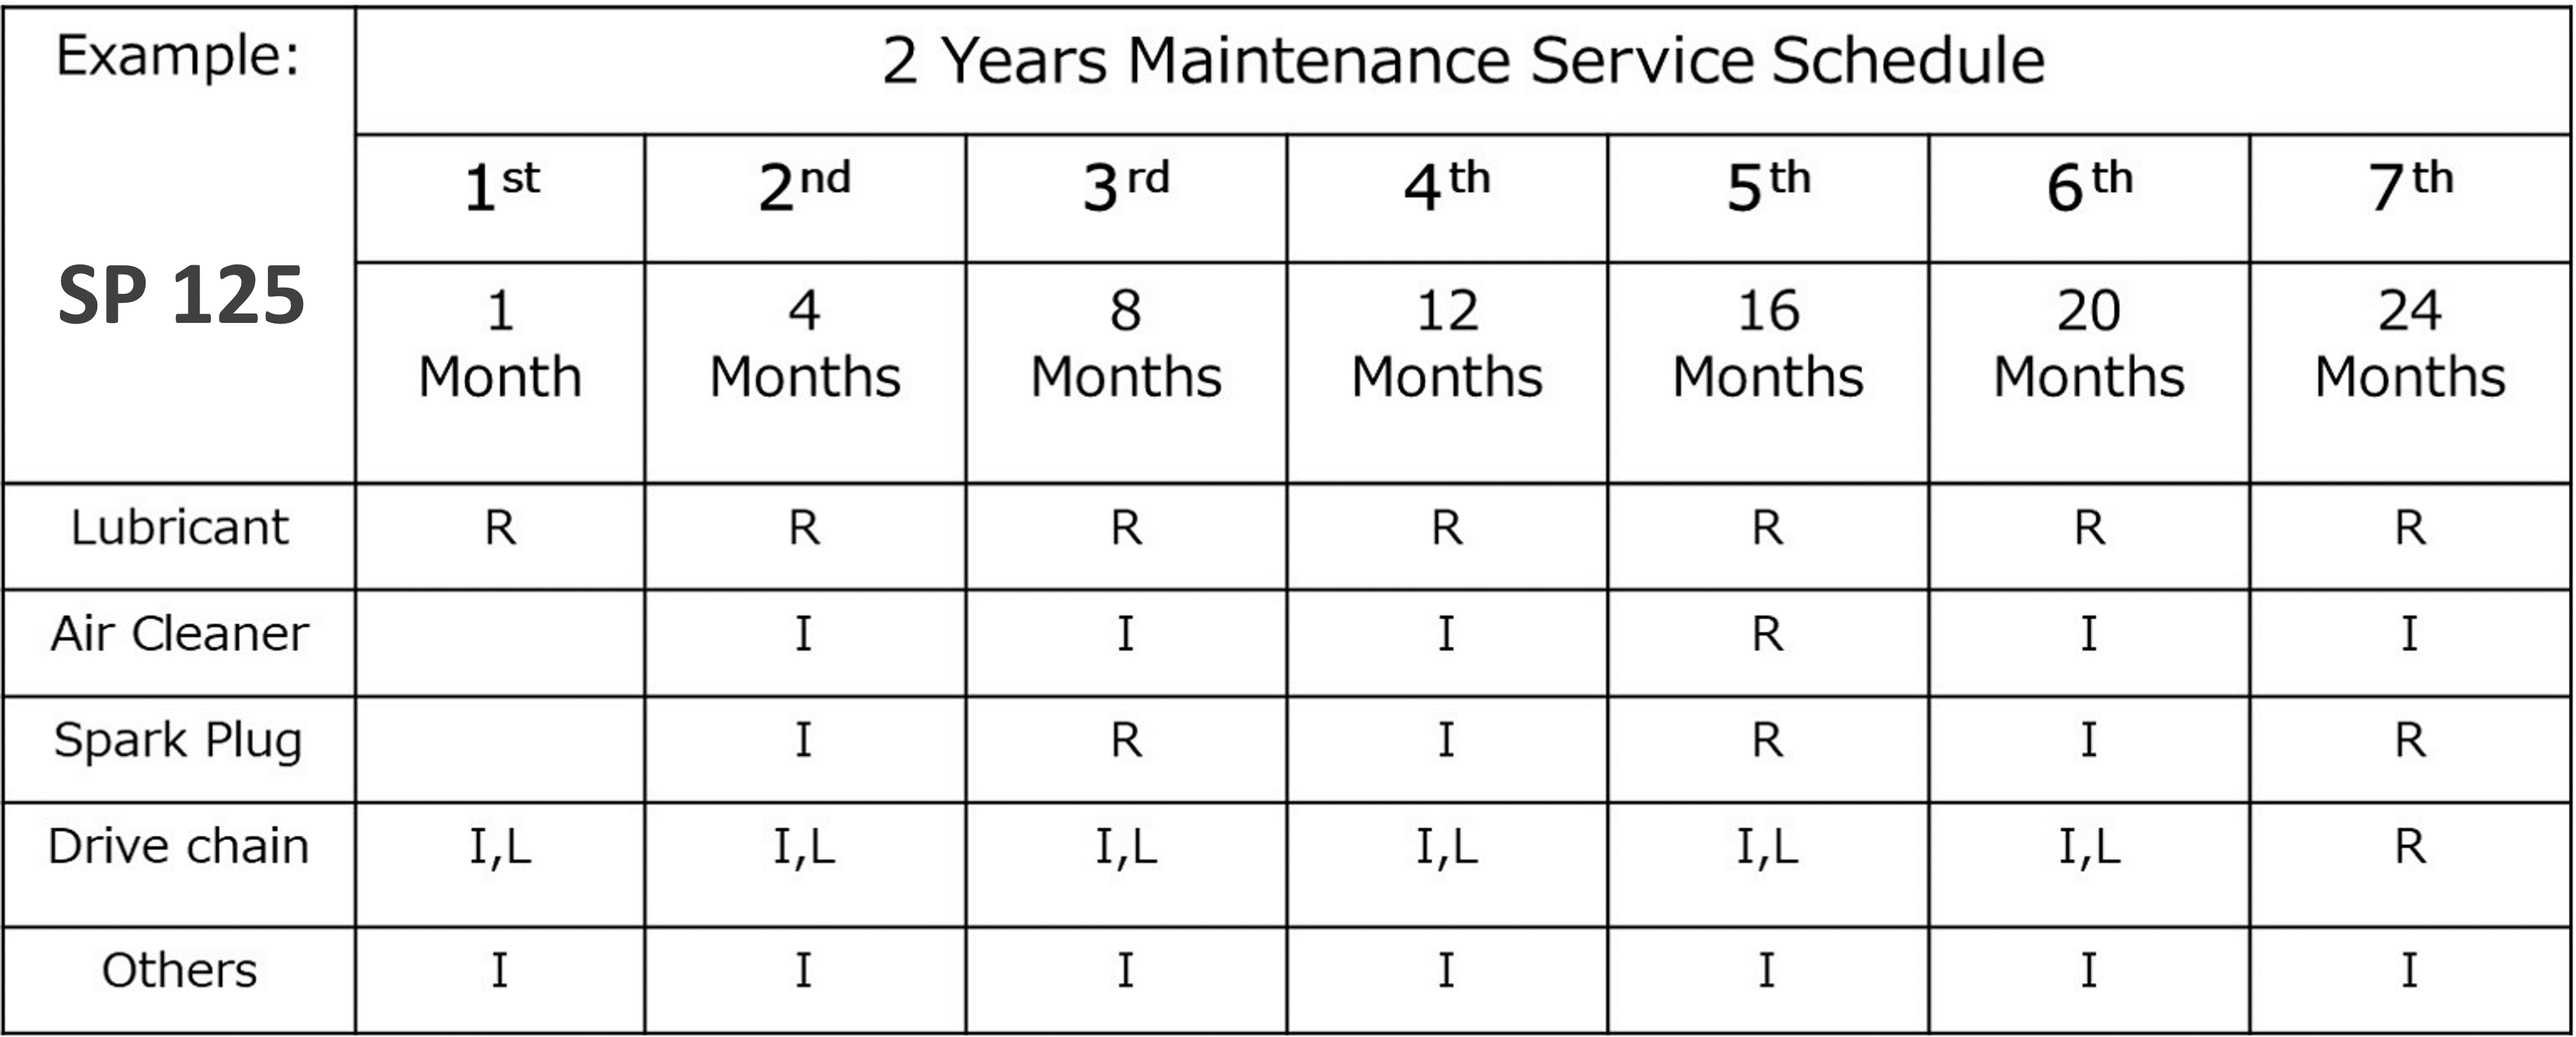 Example:
SP 125
2 Years Maintenance Service Schedule
1st 2nd 3rd 4th 5th 6th 7th
1 4 8 12 16 20 24
Month Months Months Months Months Months Months
Lubricant R R R R R R R
Air Cleaner I I I R I I
Spark Plug I R I R I R
Drive chain I,L I,L I,L I,L I,L I,L R
Others I I I I I I I